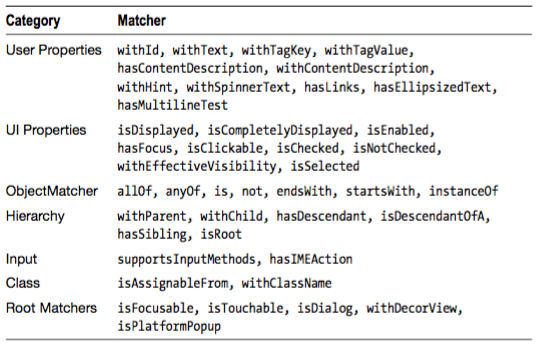 Category Matcher
User Properties withId, withText, withTagKey, withTagValue,
hasContentDescription, withContentDescription,
withHint, withSpinnerText, hasLinks, hasEllipsizedText,
hasMultilineTest
UI Properties isDisplayed, isCompletelyDisplayed, isEnabled,
hasFocus, isClickable, isChecked, isNotChecked,
withEffectiveVisibility, isSelected
ObjectMatcher allOf, anyOf, is, not, endsWith, startsWith, instanceOf
Hierarchy withParent, withChild, hasDescendant, isDescendantOfA,
hasSibling, isRoot
Input supportsInputMethods, hasIMEAction
Class isAssignableFrom, withClassName
Root Matchers isFocusable, isTouchable, isDialog, withDecorView,
isPlatformPopup